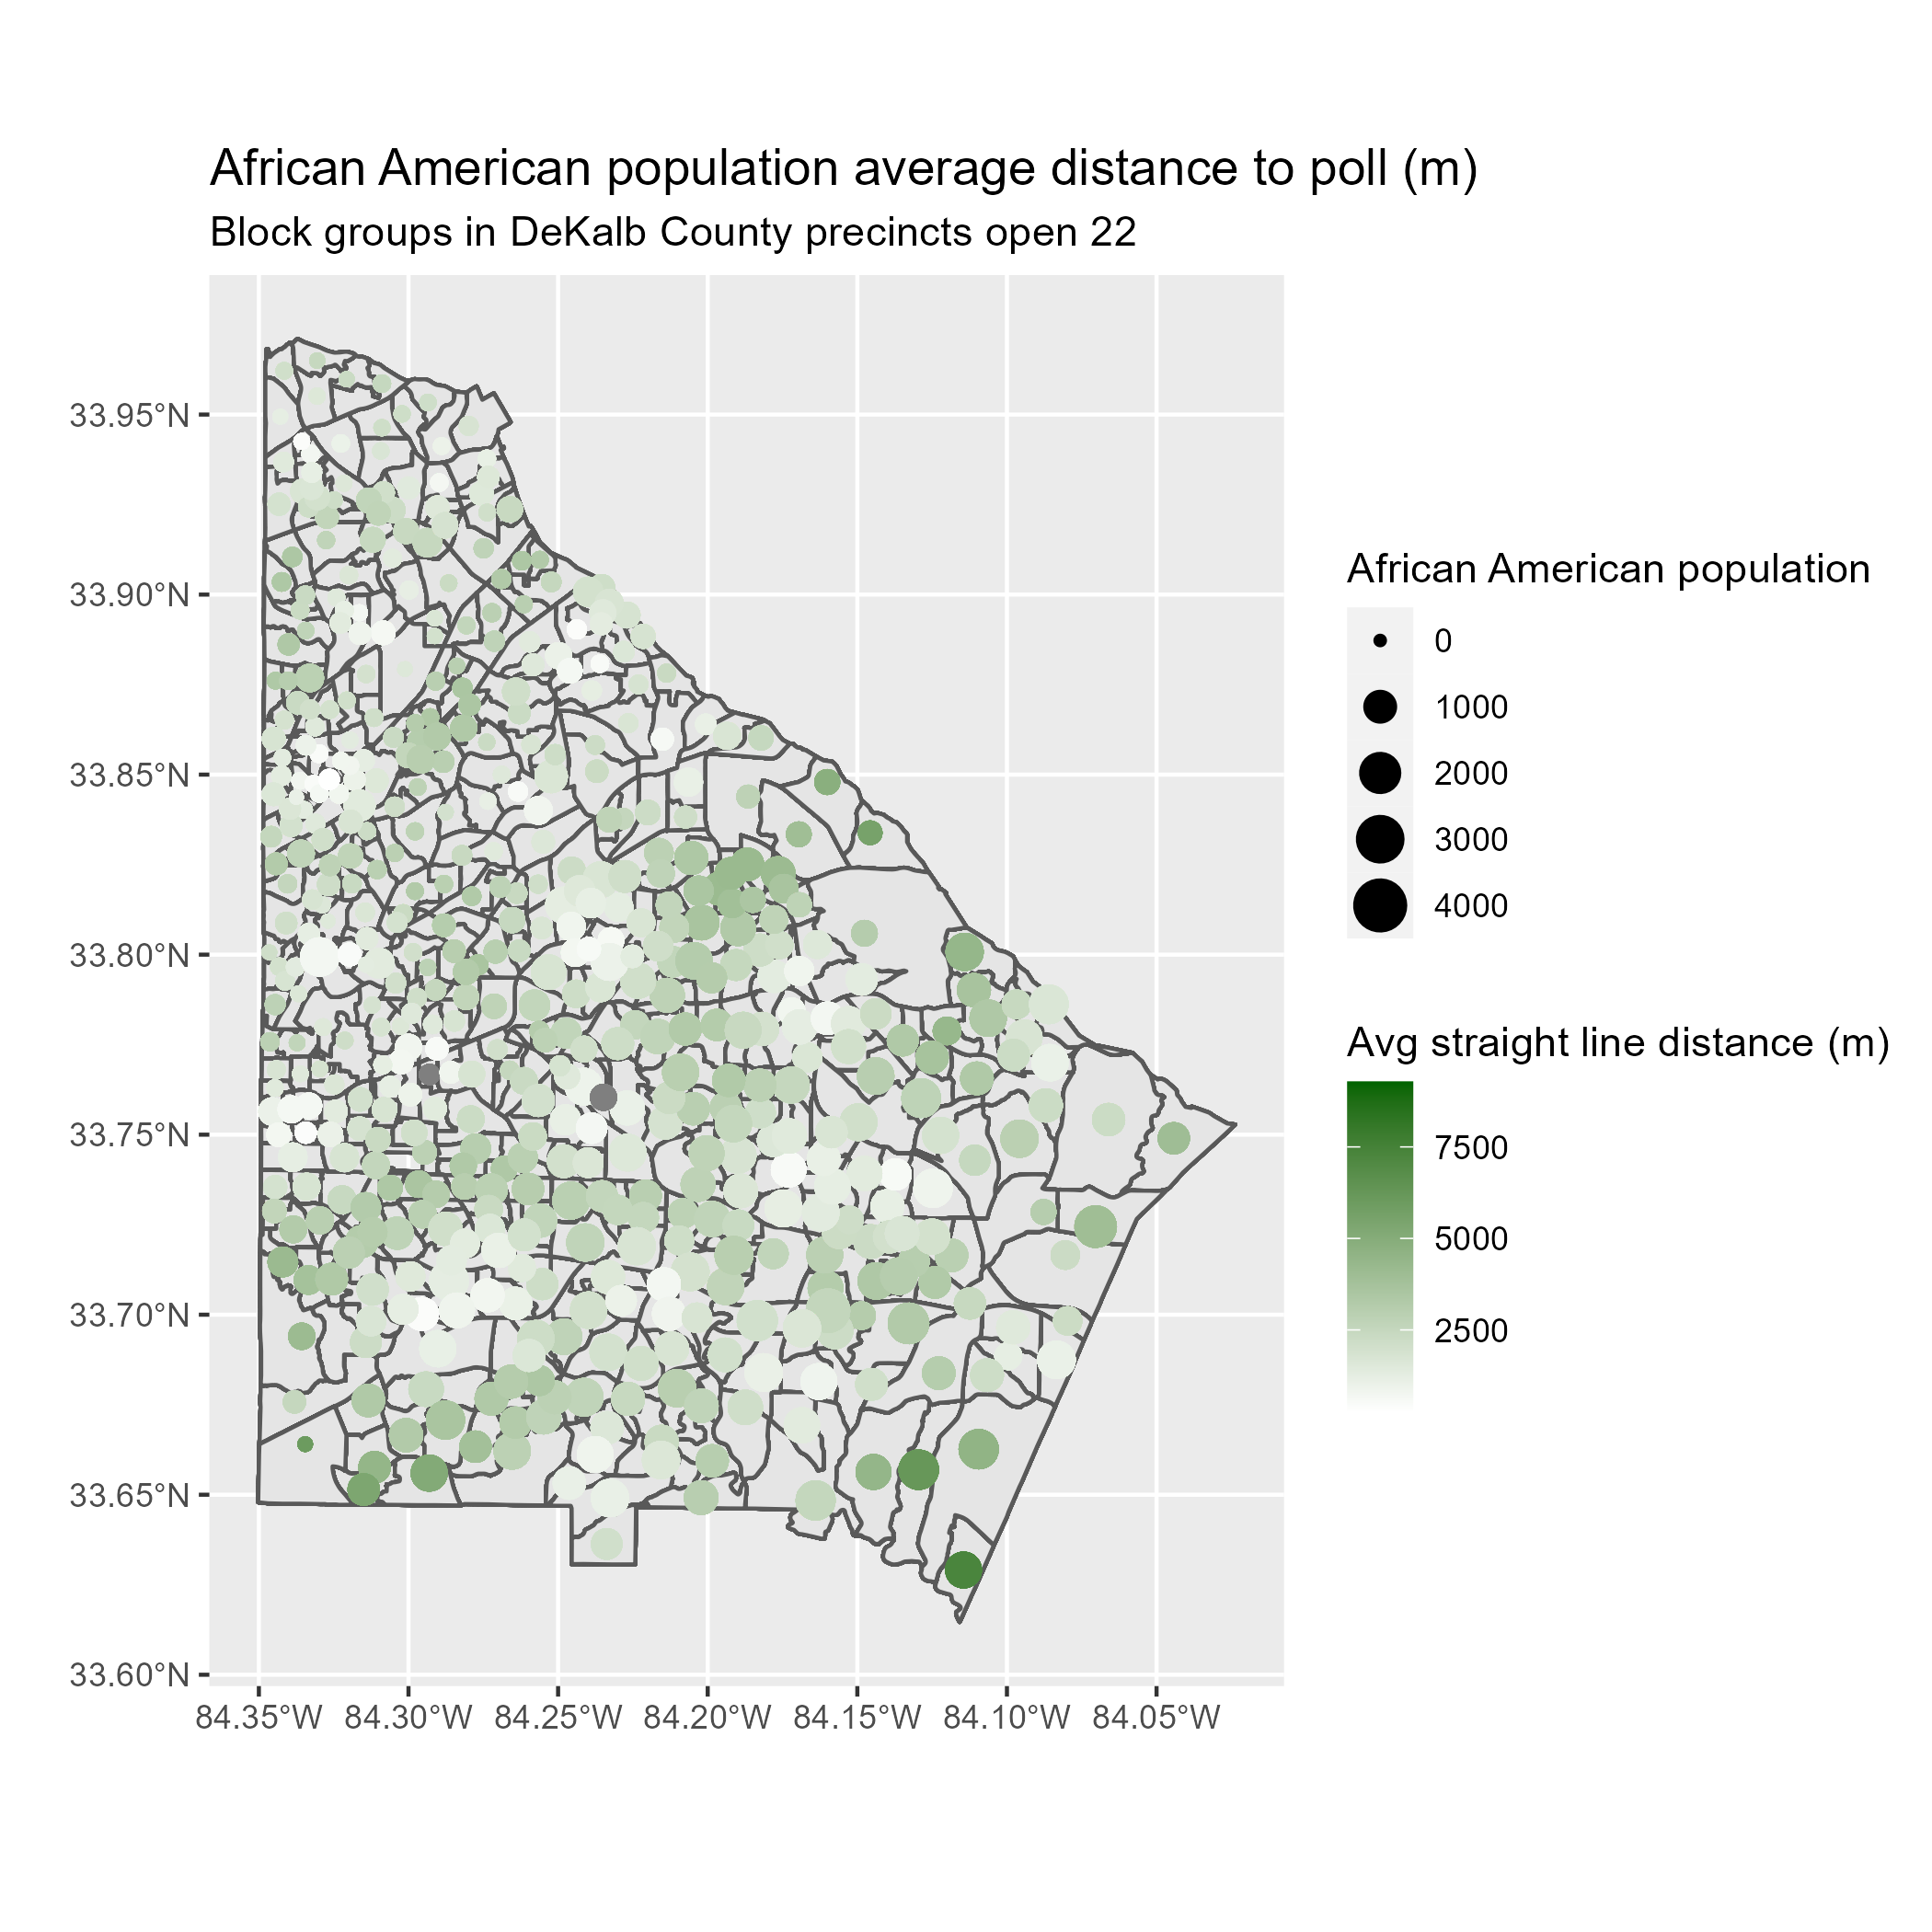 African American population average distance to poll (m)
Block groups in DeKalb County precincts open 22
33.95°N
33.90°N
33.85°N
33.80°N
33.75°N
33.70°N
33.65°N
33.60°N
84.35°W 84.30°W 84.25°W 84.20°W 84.15°W 84.10°W 84.05°W
African American population
0
1000
2000
3000
4000
Avg straight line distance (m)
7500
5000
2500